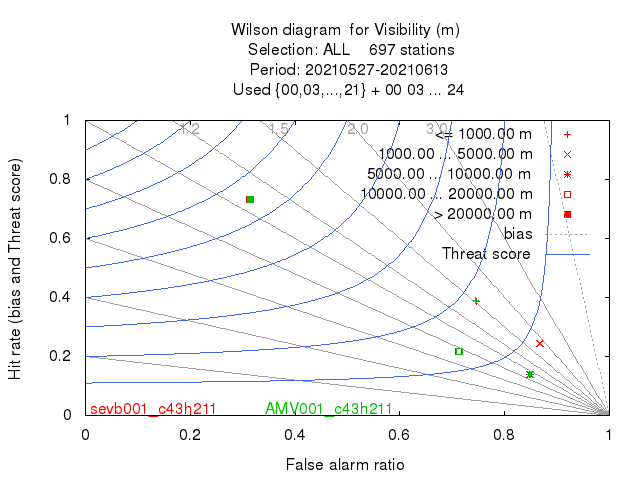 Wilson diagram for Visibility (m)
Selection: ALL 697 stations
Period: 20210527-20210613
Used {00,03,...,21} + 00 03 ... 24
Hit rate (bias and Threat score)
1
0.8
0.6
0.4
0.2
0
1.2
1.5
2.0
3.0
<= 1000.00 m
1000.00 ... 5000.00 m
5000.00 ... 10000.00 m
10000.00 ... 20000.00 m
> 20000.00 m
bias
Threat score
sevb001_c43h211
AMV001_c43h211
0
0.2
0.4
0.6
0.8
1
False alarm ratio